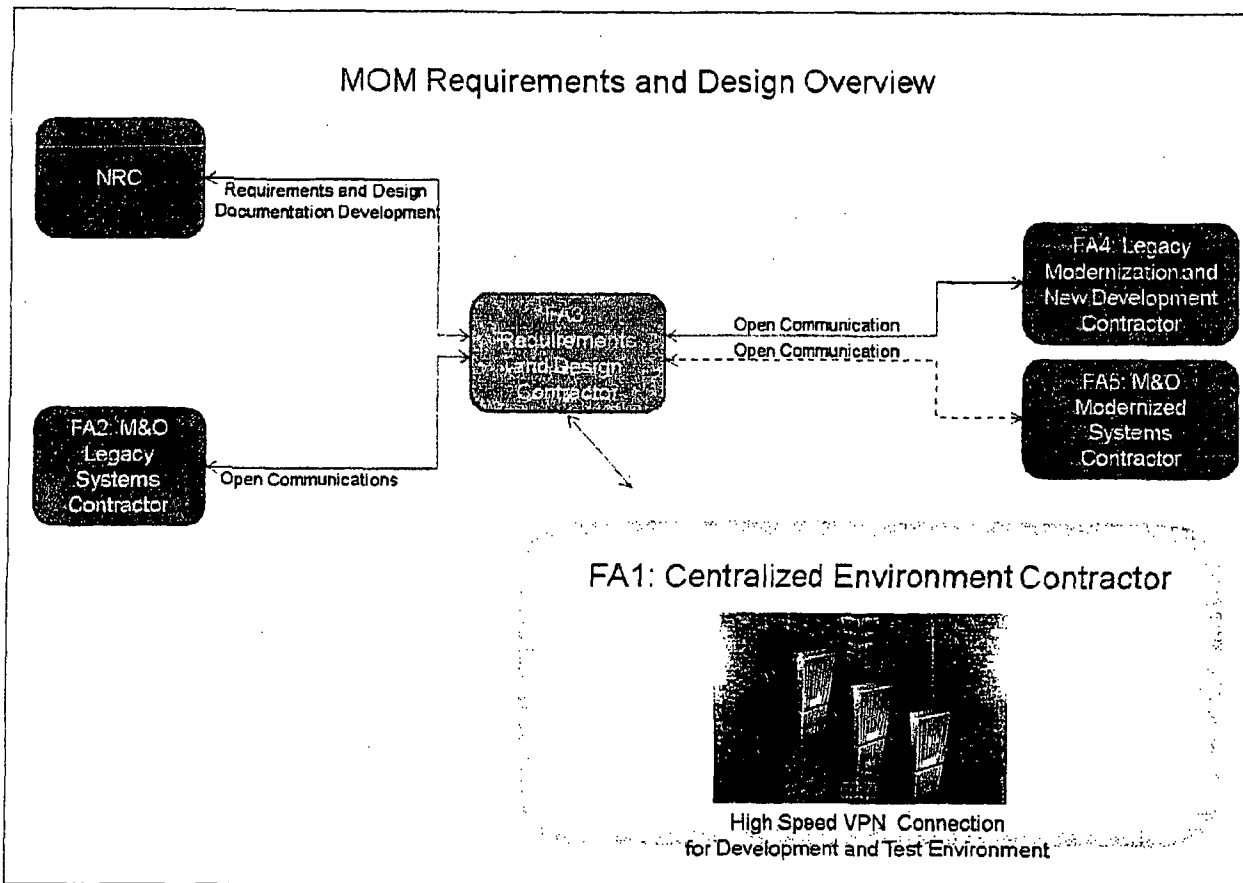 MOM Requirements and Design Overview
NRC
Requirements and Design
Documentation Development
FA2: M&O
Legacy
Systems
Contractor
Open Communications
FA3:
Requirements
and Design
Contractor
Open Communication
Open Communication
FA4: Legacy
Modernization and
New Development
Contractor
FA5: M&O
Modernized
Systems
Contractor
FA1: Centralized Environment Contractor
High Speed VPN Connection
for Development and Test Environment